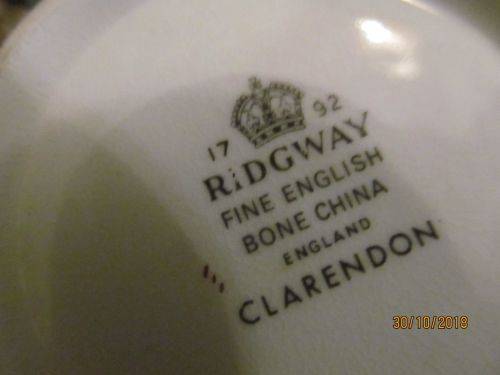 17 92
RiDGWAY
FINE ENGLISH
BONE CHINA
ENGLAND
CLARENDON
30/10/2018